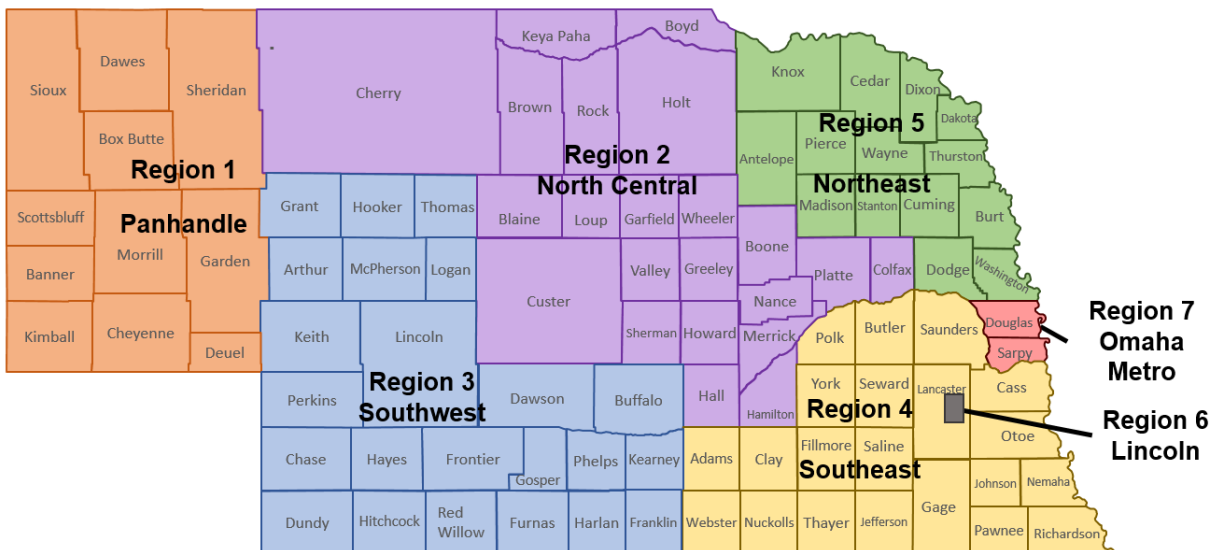 Boyd
Keya Paha
Dawes
Sioux
Sheridan
Cherry
Brown
Rock
Holt
Knox
Cedar
Dixon
Dakota
Box Butte
Region 5
Pierce
Wayne
Thurston
Antelope
Region 1
Region 2
North Central
Northeast
Scottsbluff
Grant
Hooker
Thomas
Blaine
Loup
Garfield
Wheeler
Madison
Stanton
Cuming
Burt
Panhandle
Morrill
Garden
Boone
Banner
Arthur
McPherson
Logan
Valley
Greeley
Platte
Colfax
Dodge
Washington
Custer
Nance
Kimball
Cheyenne
Keith
Lincoln
Sherman
Howard
Merrick
Polk
Butler
Saunders
Douglas
Region 7
Omaha
Metro
Deuel
Sarpy
Region 3
Southwest
Perkins
Dawson
Buffalo
Hall
Hamilton
York
Seward
Lancaster
Cass
Region 4
Region 6
Lincoln
Otoe
Chase
Hayes
Frontier
Gosper
Phelps
Kearney
Adams
Clay
Fillmore
Saline
Southeast
Johnson
Nemaha
Dundy
Hitchcock
Red
Willow
Furnas
Harlan
Franklin
Webster
Nuckolls
Thayer
Jefferson
Gage
Pawnee
Richardson